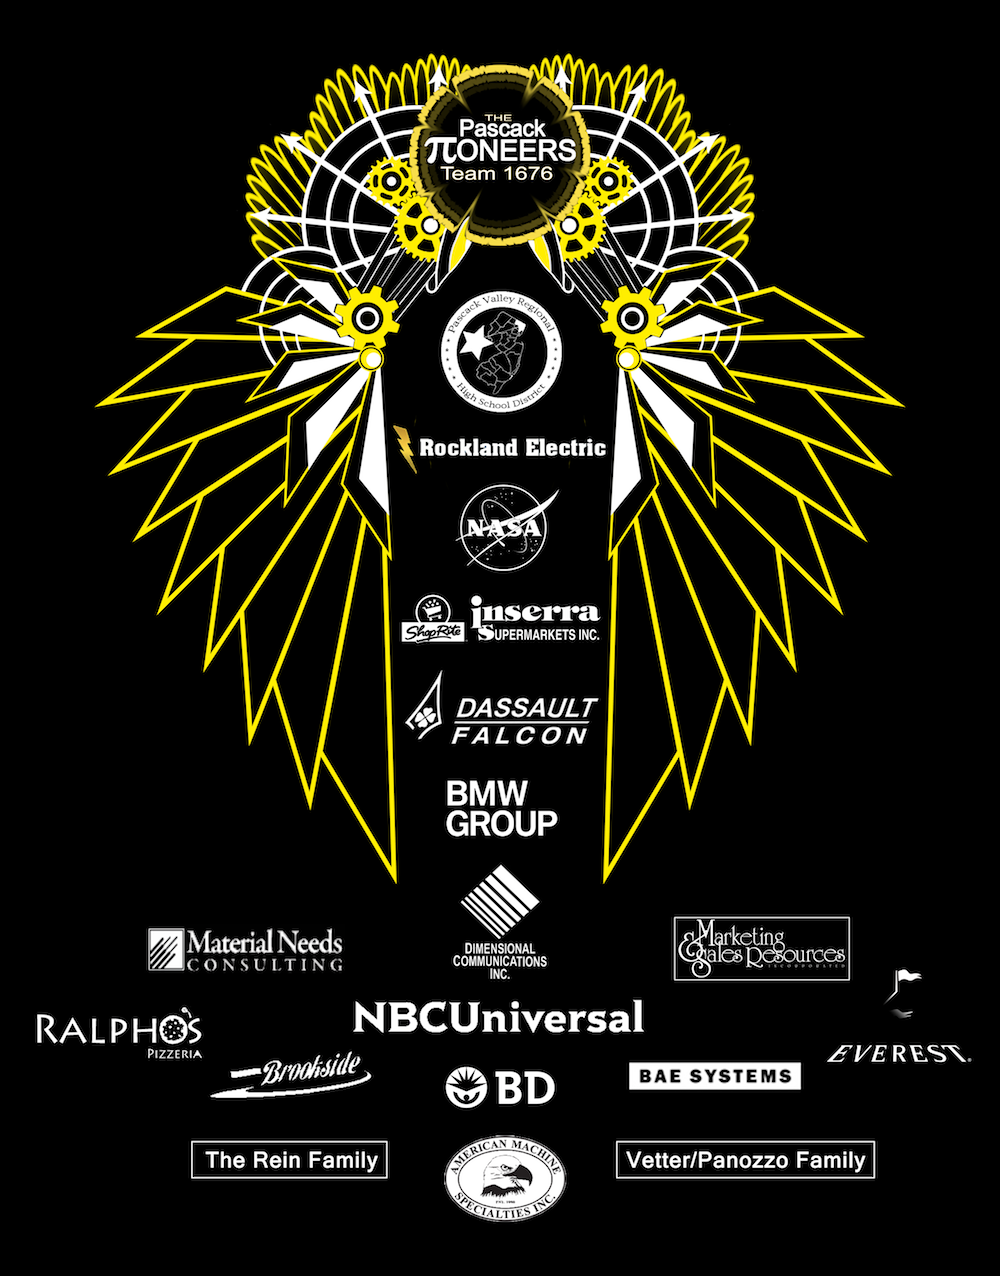 THE
Pascack
πONEERS
Team 1676
Pascack Valley Regional
High School District
Rockland Electric
NASA
ShopRite
inserra
SUPERMARKETS INC.
DASSAULT
FALCON
BMW
GROUP
DIMENSIONAL
COMMUNICATIONS
INC.
Material Needs
CONSULTING
Marketing
& Sales Resources
INCORPORATED
NBCUniversal
RALPHO'S
PIZZERIA
EVEREST.
Brookside
BD
BAE SYSTEMS
The Rein Family
AMERICAN MACHINE
SPECIALTIES INC.
Vetter/Panozzo Family